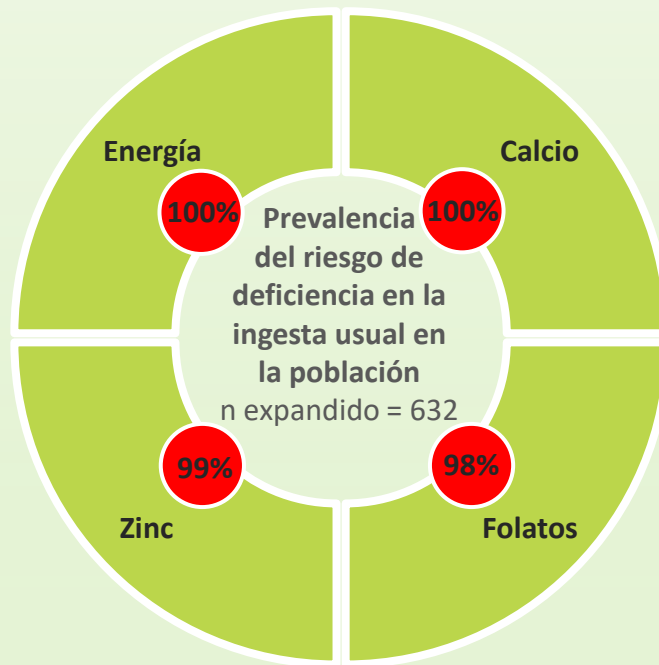 Energía
Calcio
100%
100%
Prevalencia
del riesgo de
deficiencia en la
ingesta usual en
la población
n expandido = 632
99%
98%
Zinc
Folatos